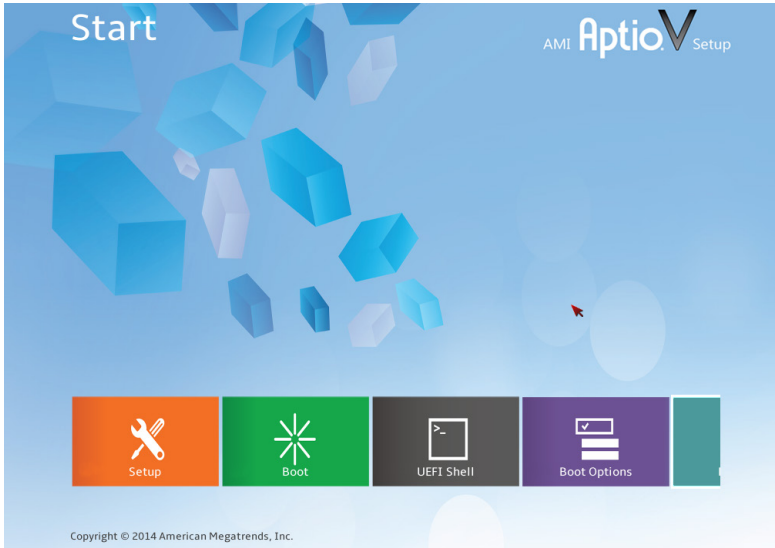 Start
AMI Aptio.V Setup
>_
Setup
Boot
UEFI Shell
Boot Options
Copyright © 2014 American Megatrends, Inc.